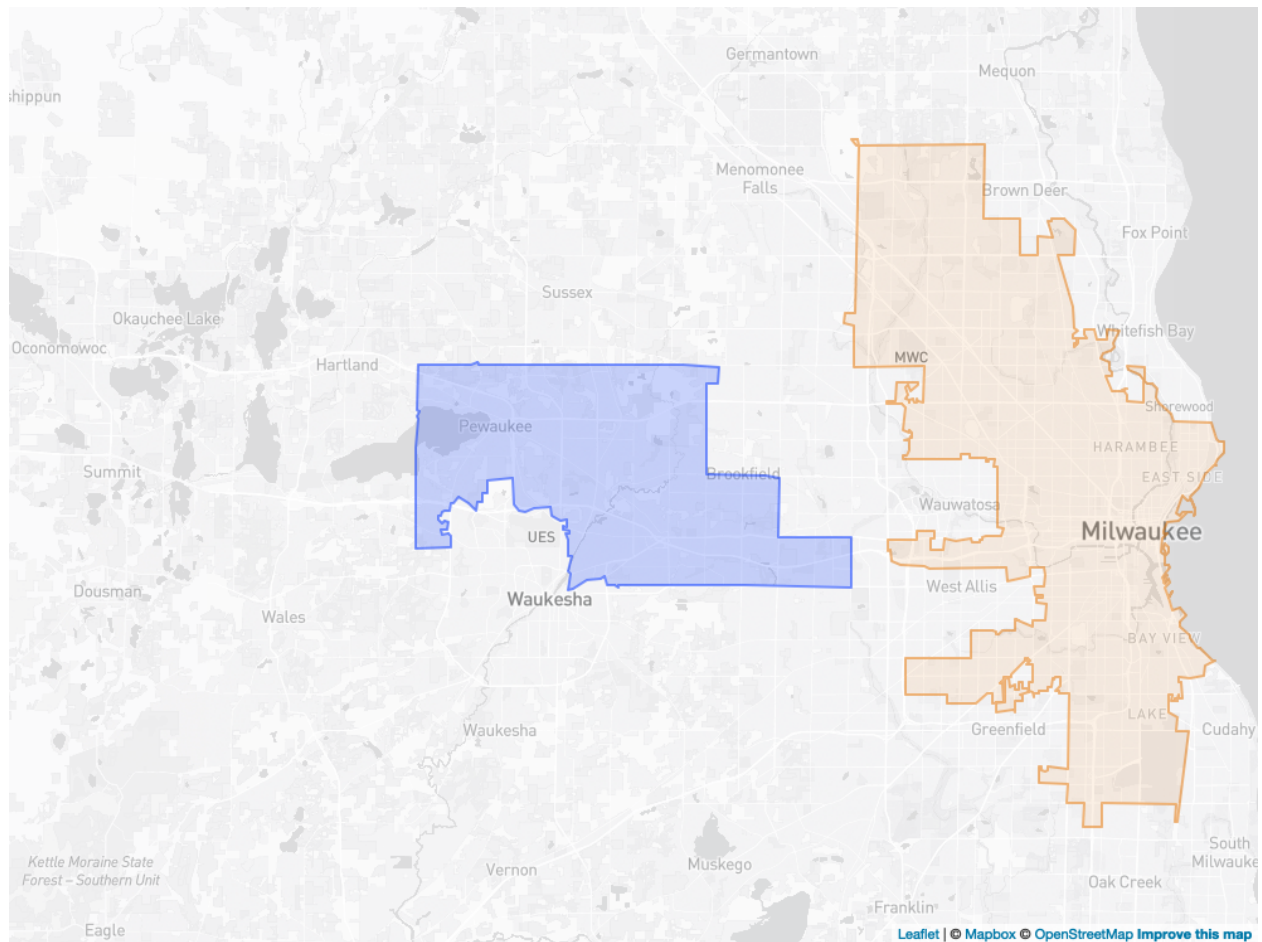 Germantown
Mequon
shippun
Menomonee
Falls
Brown Deer
Fox Point
Sussex
Okauchee Lake
Whitefish Bay
Oconomowoc
MWC
Hartland
Shorewood
Pewaukee
HARAMBEE
Summit
Brookfield
EAST SIDE
Wauwatosa
Milwaukee
UES
West Allis
Dousman
Waukesha
Wales
BAY VIEW
LAKE
Waukesha
Greenfield
Cudahy
South
Milwauke
Kettle Moraine State
Forest – Southern Unit
Vernon
Muskego
Oak Creek
Franklin
Eagle
Leaflet | © Mapbox © OpenStreetMap Improve this map